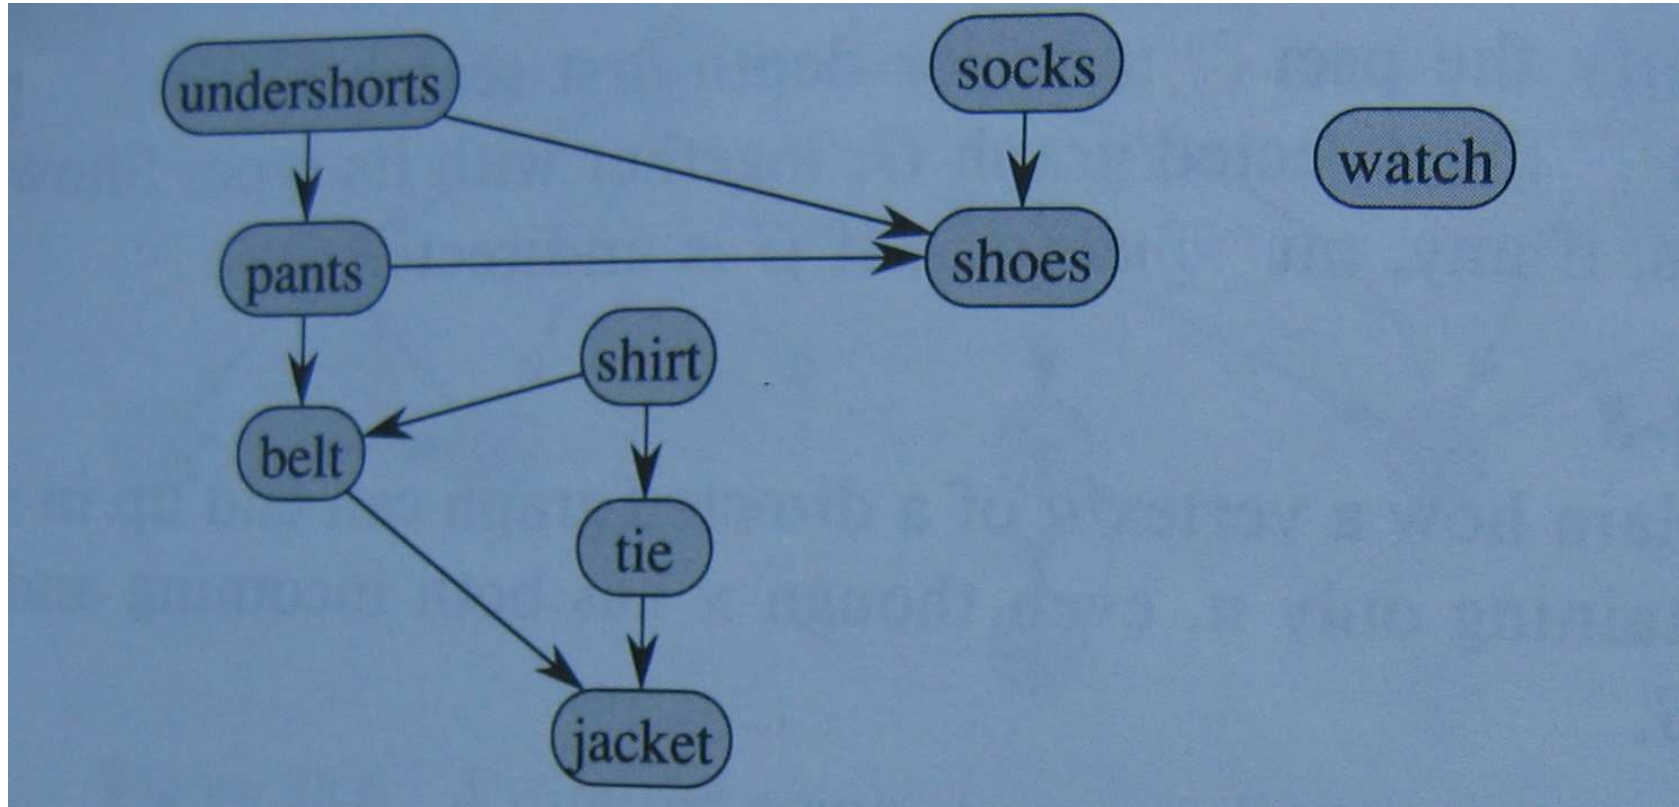 undershorts
socks
watch
pants
shoes
shirt
belt
tie
jacket